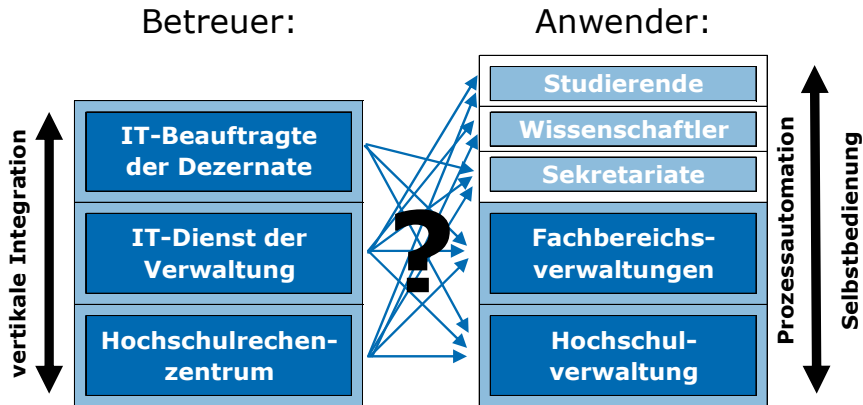 Betreuer:
Anwender:
vertikale Integration
IT-Beauftragte
der Dezernate
IT-Dienst der
Verwaltung
Hochschulrechen-
zentrum
?
Studierende
Wissenschaftler
Sekretariate
Fachbereichs-
verwaltungen
Hochschul-
verwaltung
Prozessautomation
Selbstbedienung